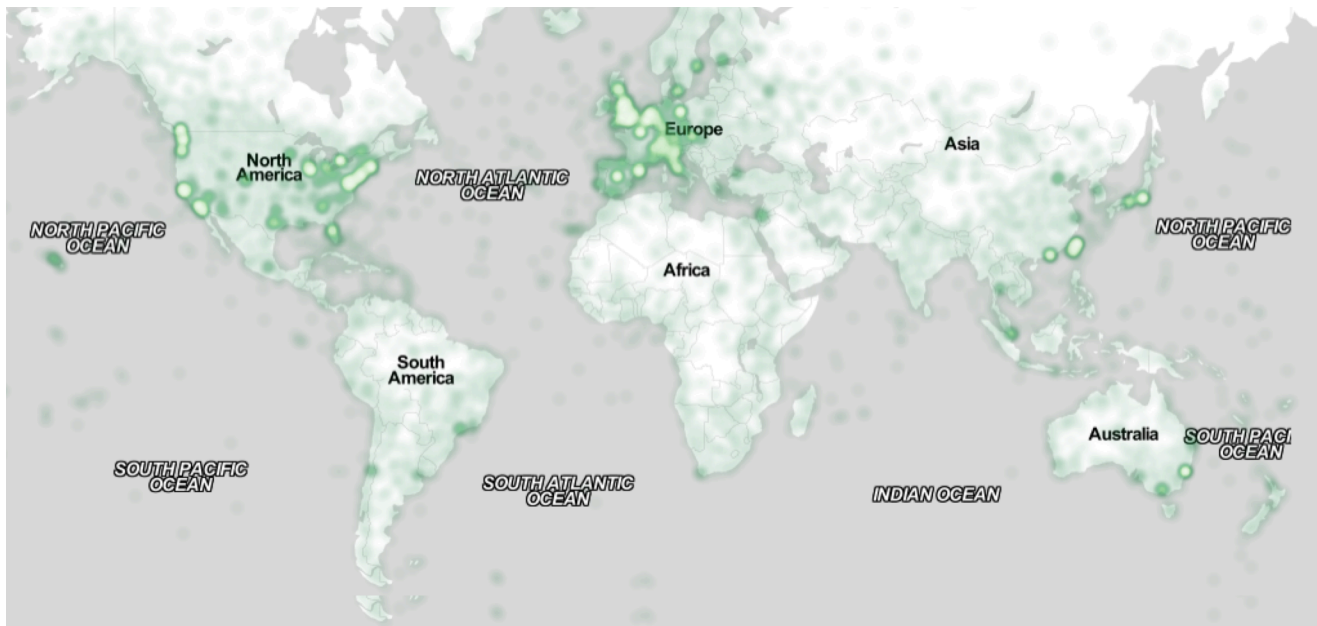 Europe
Asia
North
America
NORTH ATLANTIC
OCEAN
NORTH PACIFIC
OCEAN
NORTH PACIFIC
OCEAN
Africa
South
America
Australia
SOUTH PACI
OCEAN
SOUTH PACIFIC
OCEAN
SOUTH ATLANTIC
OCEAN
INDIAN OCEAN